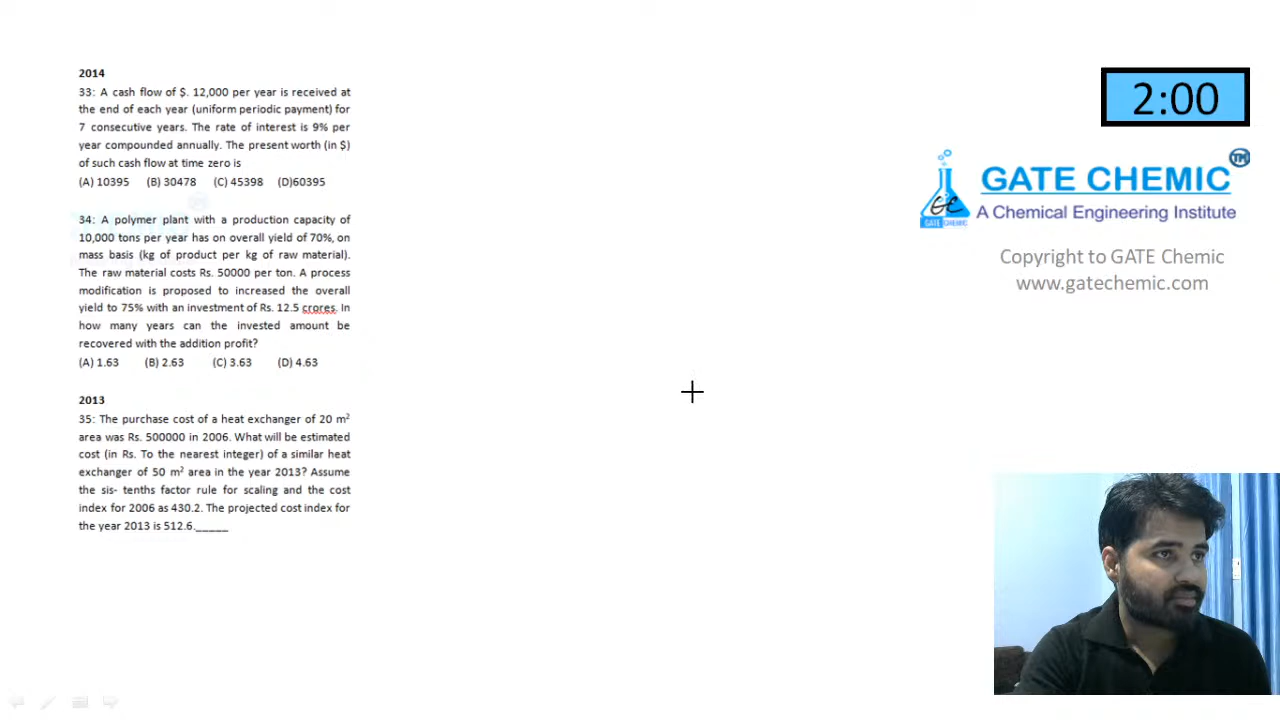 2014
33: A cash flow of $. 12,000 per year is received at
the end of each year (uniform periodic payment) for
7 consecutive years. The rate of interest is 9% per
year compounded annually. The present worth (in $)
of such cash flow at time zero is
(A) 10395 (B) 30478 (C) 45398 (D)60395
34: A polymer plant with a production capacity of
10,000 tons per year has on overall yield of 70%, on
mass basis (kg of product per kg of raw material).
The raw material costs Rs. 50000 per ton. A process
modification is proposed to increased the overall
yield to 75% with an investment of Rs. 12.5 crores. In
how many years can the invested amount be
recovered with the addition profit?
(A) 1.63 (B) 2.63 (C) 3.63 (D) 4.63
2013
35: The purchase cost of a heat exchanger of 20 m²
area was Rs. 500000 in 2006. What will be estimated
cost (in Rs. To the nearest integer) of a similar heat
exchanger of 50 m² area in the year 2013? Assume
the sis- tenths factor rule for scaling and the cost
index for 2006 as 430.2. The projected cost index for
the year 2013 is 512.6._____
2:00
TM
GATE CHEMIC
GATE CHEMIC
A Chemical Engineering Institute
Copyright to GATE Chemic
www.gatechemic.com